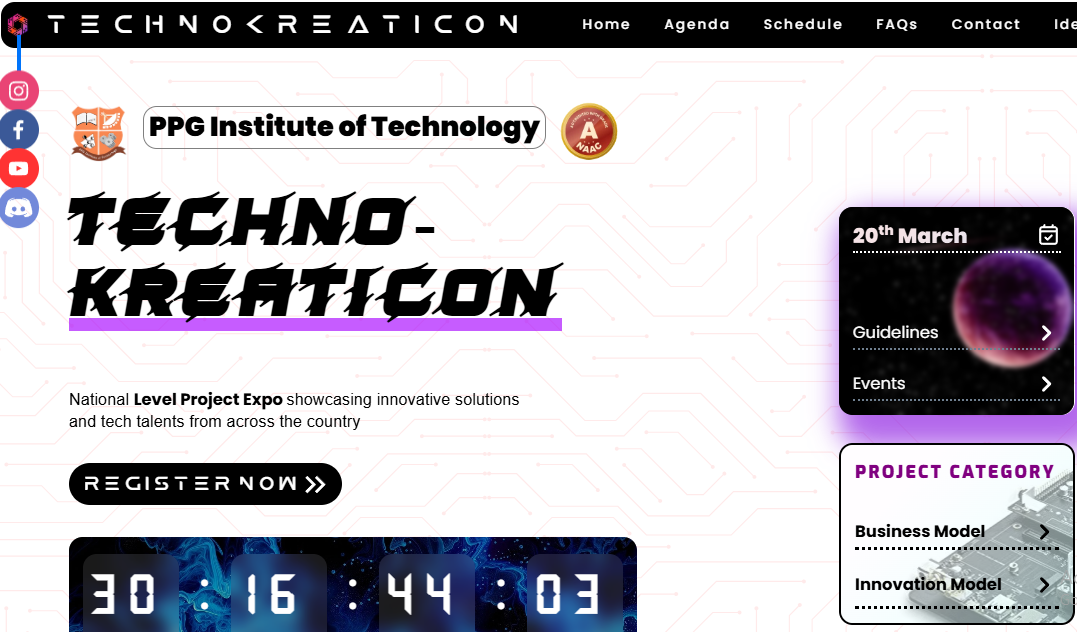 TECHNOKREATICON
Home Agenda Schedule FAQs Contact Ide
PPG Institute of Technology
A
NAAC
TECHNO-
KREATICON
20th March
Guidelines
Events
National Level Project Expo showcasing innovative solutions
and tech talents from across the country
REGISTER NOW
PROJECT CATEGORY
Business Model
Innovation Model
30 : 16 : 44 : 03